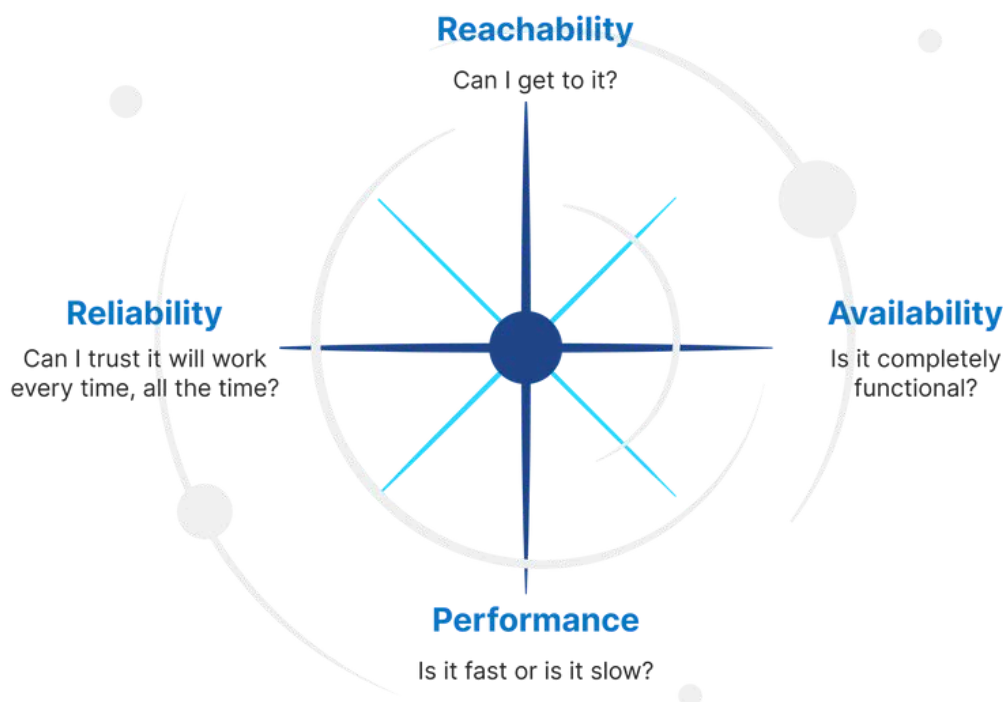 Reachability
Can I get to it?
Reliability
Can I trust it will work
every time, all the time?
Availability
Is it completely
functional?
Performance
Is it fast or is it slow?